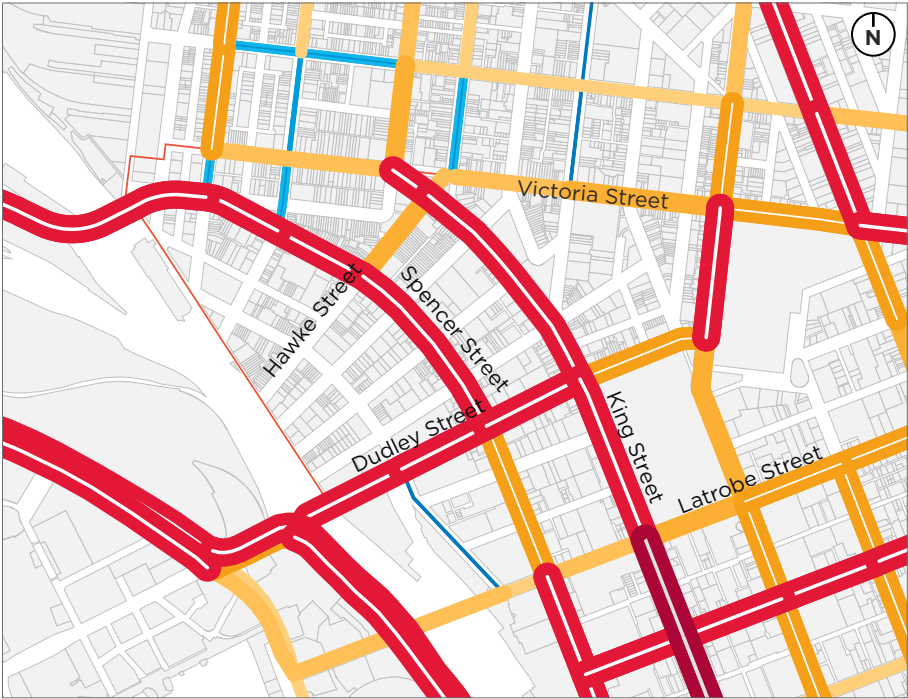 N
Victoria Street
Hawke Street
Spencer Street
Dudley Street
King Street
Latrobe Street